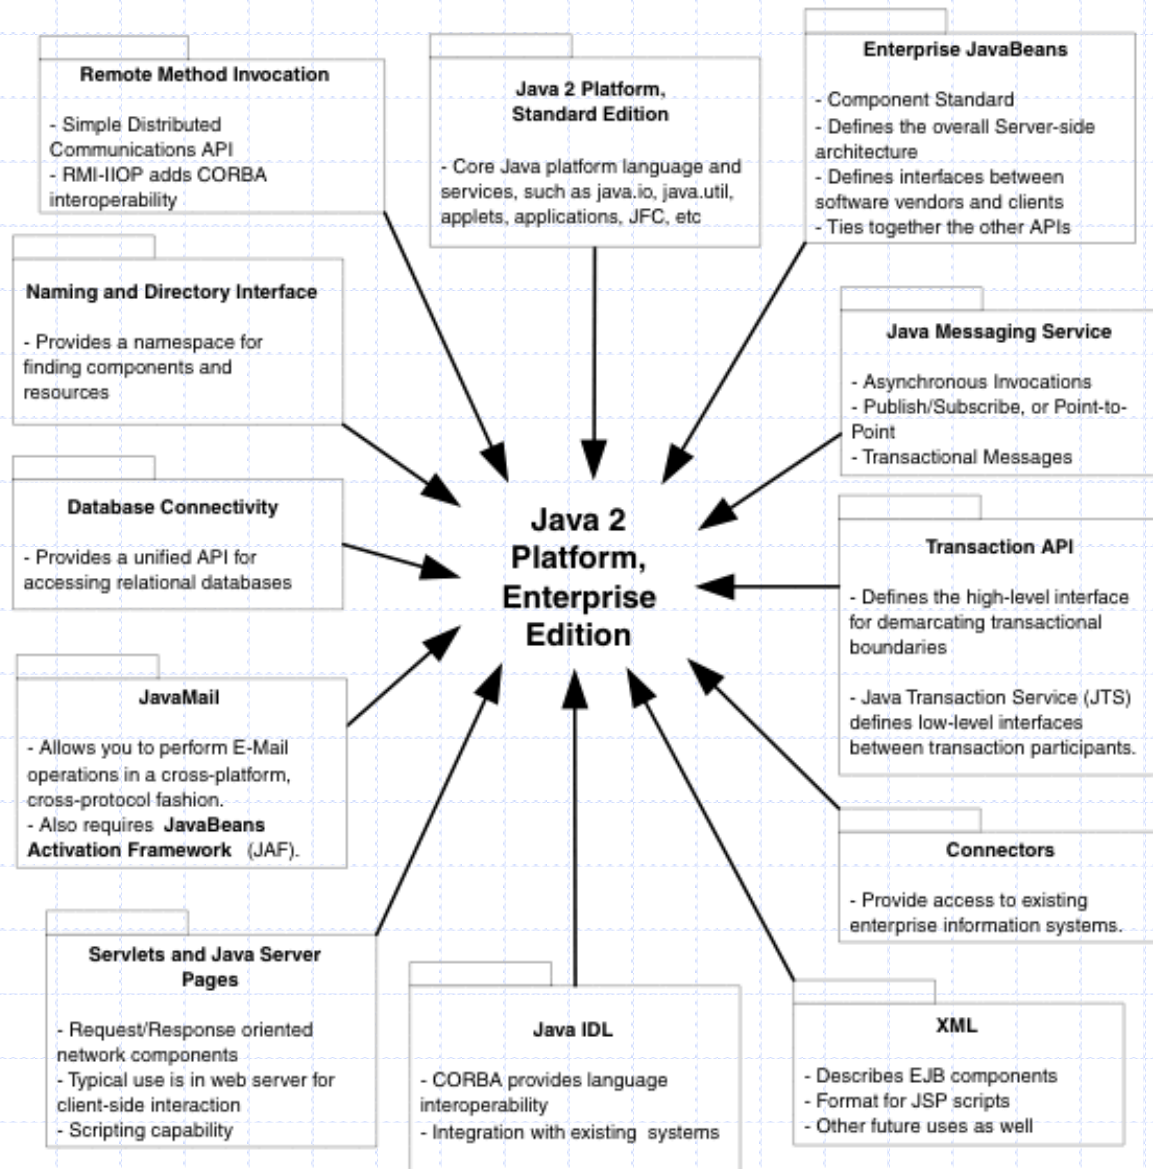 Remote Method Invocation
- Simple Distributed
Communications API
- RMI-IIOP adds CORBA
interoperability
Java 2 Platform,
Standard Edition
- Core Java platform language and
services, such as java.io, java.util,
applets, applications, JFC, etc
Enterprise JavaBeans
- Component Standard
- Defines the overall Server-side
architecture
- Defines interfaces between
software vendors and clients
- Ties together the other APIs
Naming and Directory Interface
- Provides a namespace for
finding components and
resources
Java Messaging Service
- Asynchronous Invocations
- Publish/Subscribe, or Point-to-
Point
- Transactional Messages
Database Connectivity
- Provides a unified API for
accessing relational databases
Java 2
Platform,
Enterprise
Edition
Transaction API
- Defines the high-level interface
for demarcating transactional
boundaries
- Java Transaction Service (JTS)
defines low-level interfaces
between transaction participants.
JavaMail
- Allows you to perform E-Mail
operations in a cross-platform,
cross-protocol fashion.
- Also requires JavaBeans
Activation Framework (JAF).
Connectors
- Provide access to existing
enterprise information systems.
Servlets and Java Server
Pages
- Request/Response oriented
network components
- Typical use is in web server for
client-side interaction
- Scripting capability
Java IDL
- CORBA provides language
interoperability
- Integration with existing systems
XML
- Describes EJB components
- Format for JSP scripts
- Other future uses as well